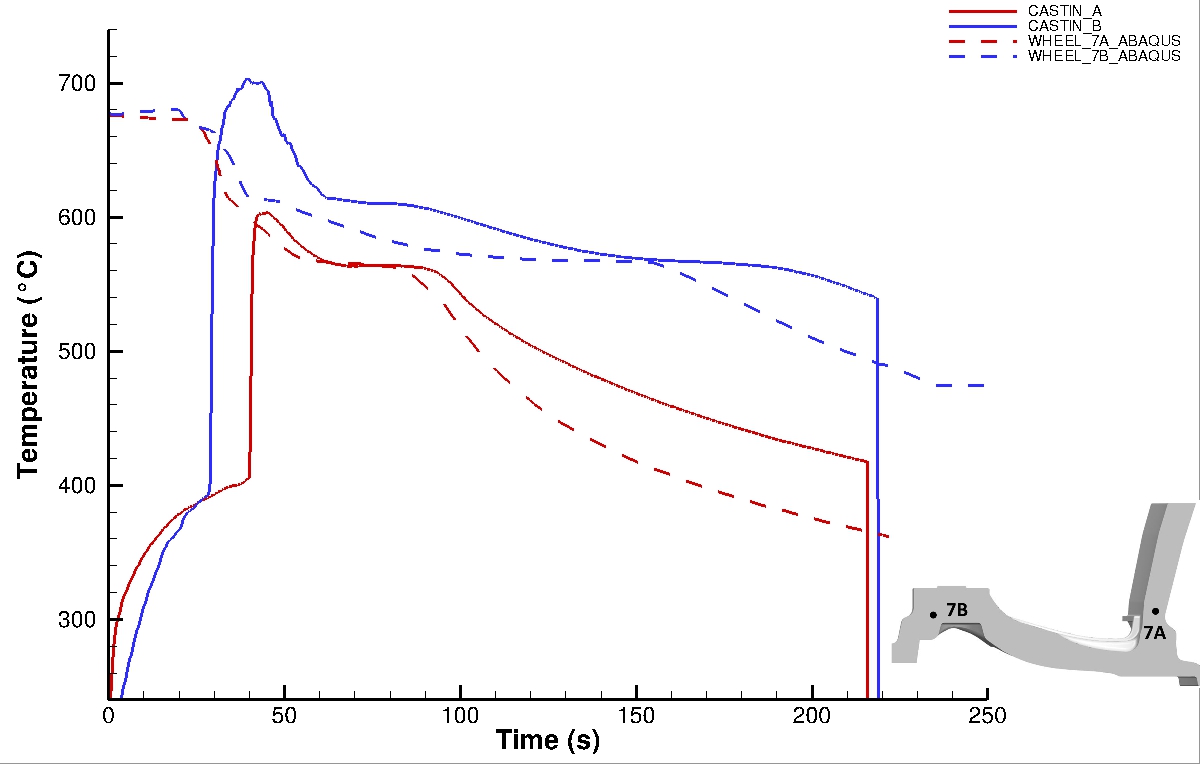 CASTIN_A
CASTIN_B
WHEEL_7A_ABAQUS
WHEEL_7B_ABAQUS
Temperature (°C)
700
600
500
400
300
0 50 100 150 200 250
Time (s)
7B
7A